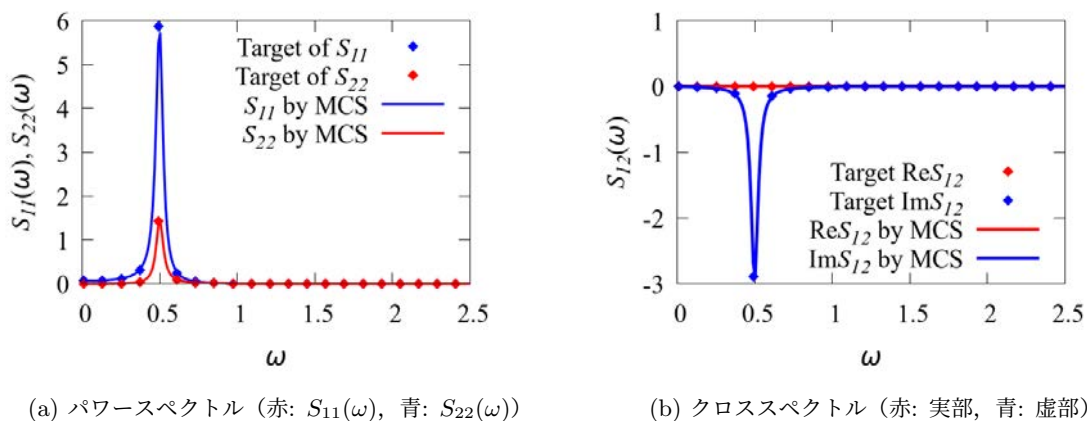 6
5
4
3
2
1
0
S11(ω), S22(ω)
Target of S11
Target of S22
S11 by MCS
S22 by MCS
0 0.5 1 1.5 2 2.5
ω
(a) パワースペクトル（赤: S11(ω), 青: S22(ω)）
1
0
-1
-2
-3
S12(ω)
Target ReS12
Target ImS12
ReS12 by MCS
ImS12 by MCS
0 0.5 1 1.5 2 2.5
ω
(b) クロススペクトル（赤: 実部, 青: 虚部）